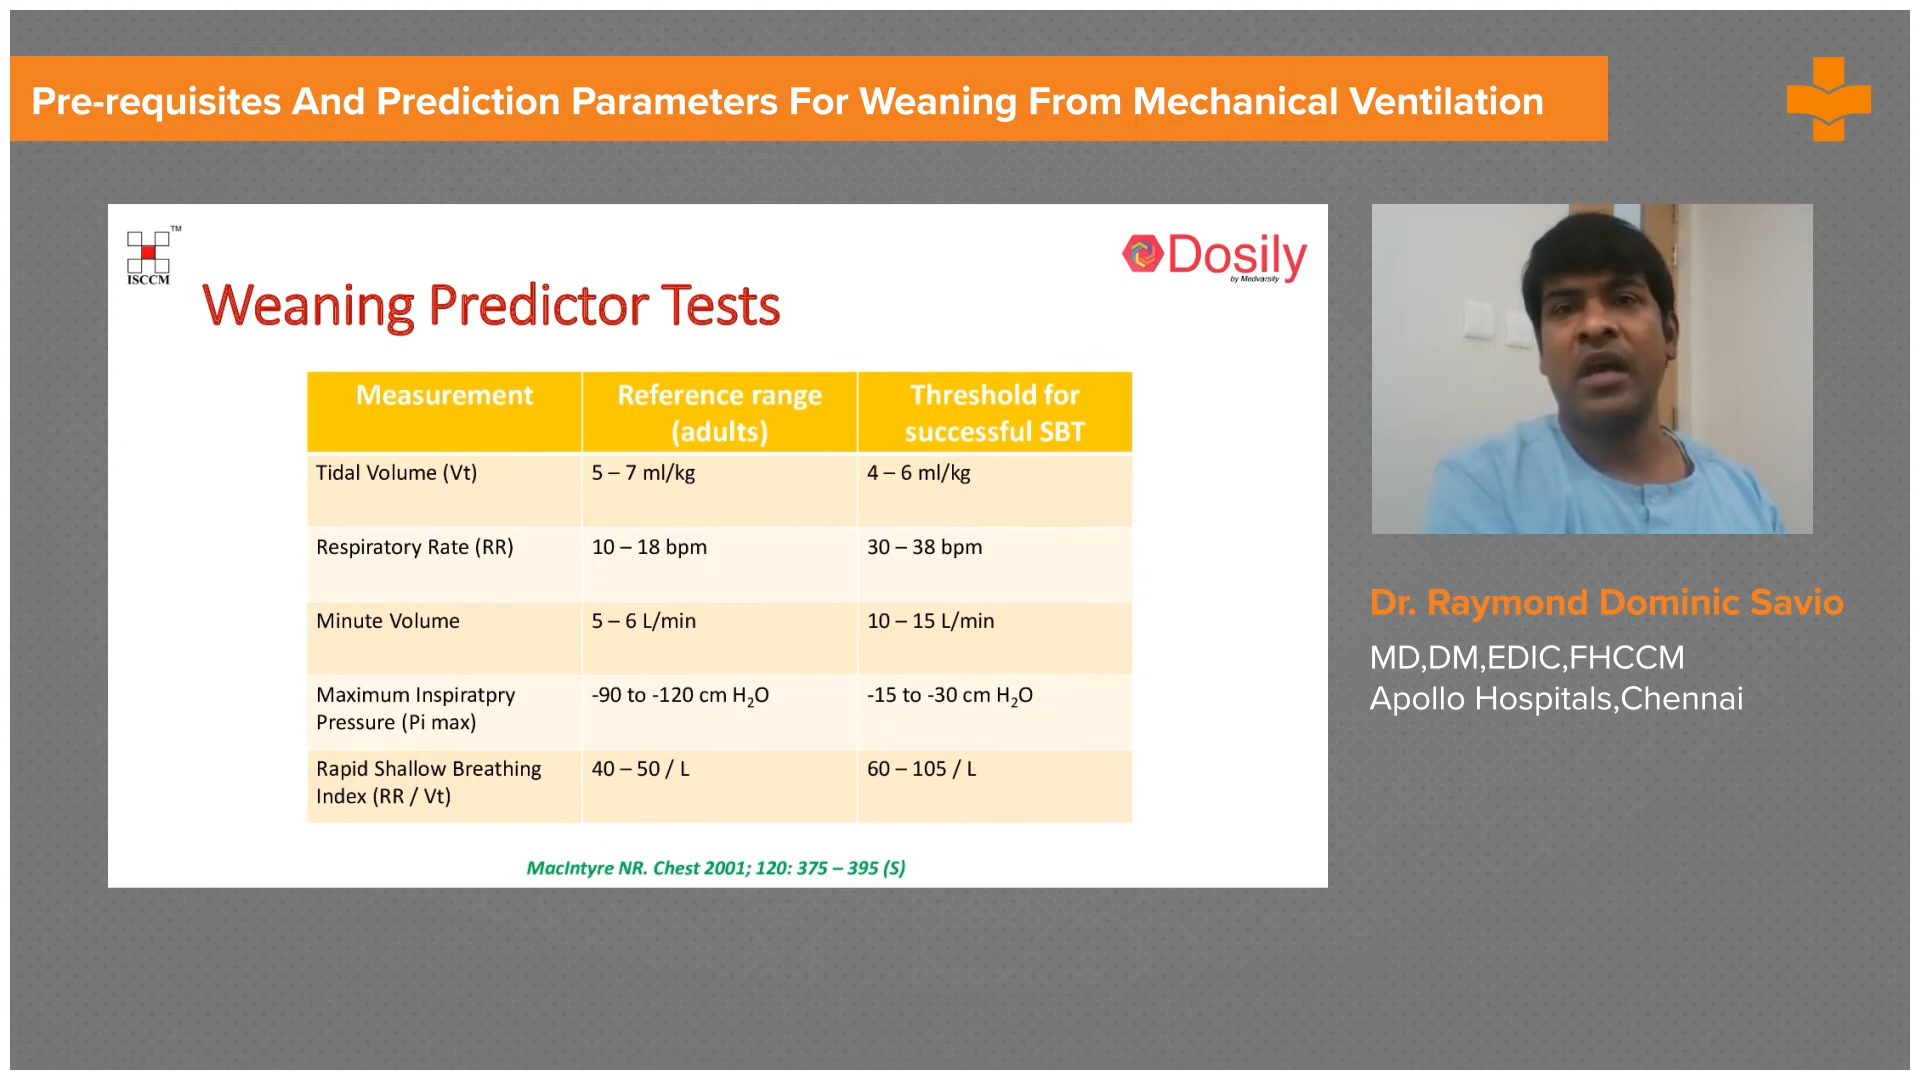 Pre-requisites And Prediction Parameters For Weaning From Mechanical Ventilation
TM
ISCCM
Dosily
by Medvarsity
Weaning Predictor Tests
Measurement
Reference range
(adults)
Threshold for
successful SBT
Tidal Volume (Vt)
5 – 7 ml/kg
4 – 6 ml/kg
Respiratory Rate (RR)
10 – 18 bpm
30 – 38 bpm
Minute Volume
5 – 6 L/min
10 – 15 L/min
Maximum Inspiratpry
Pressure (Pi max)
-90 to -120 cm H₂O
-15 to -30 cm H₂O
Rapid Shallow Breathing
Index (RR / Vt)
40 – 50 / L
60 – 105 / L
MacIntyre NR. Chest 2001; 120: 375 – 395 (S)
Dr. Raymond Dominic Savio
MD,DM,EDIC,FHCCM
Apollo Hospitals,Chennai